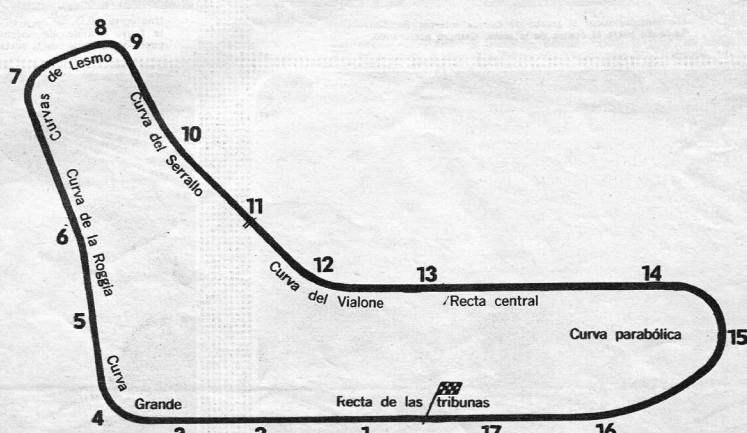 8
9
7
Curvas de Lesmo
Curva del Serrallo
10
Curva de la Roggia
11
6
12
Curva del Vialone
13
Recta central
14
5
Curva parabólica
15
Curva Grande
Recta de las tribunas
4
3
2
1
17
16